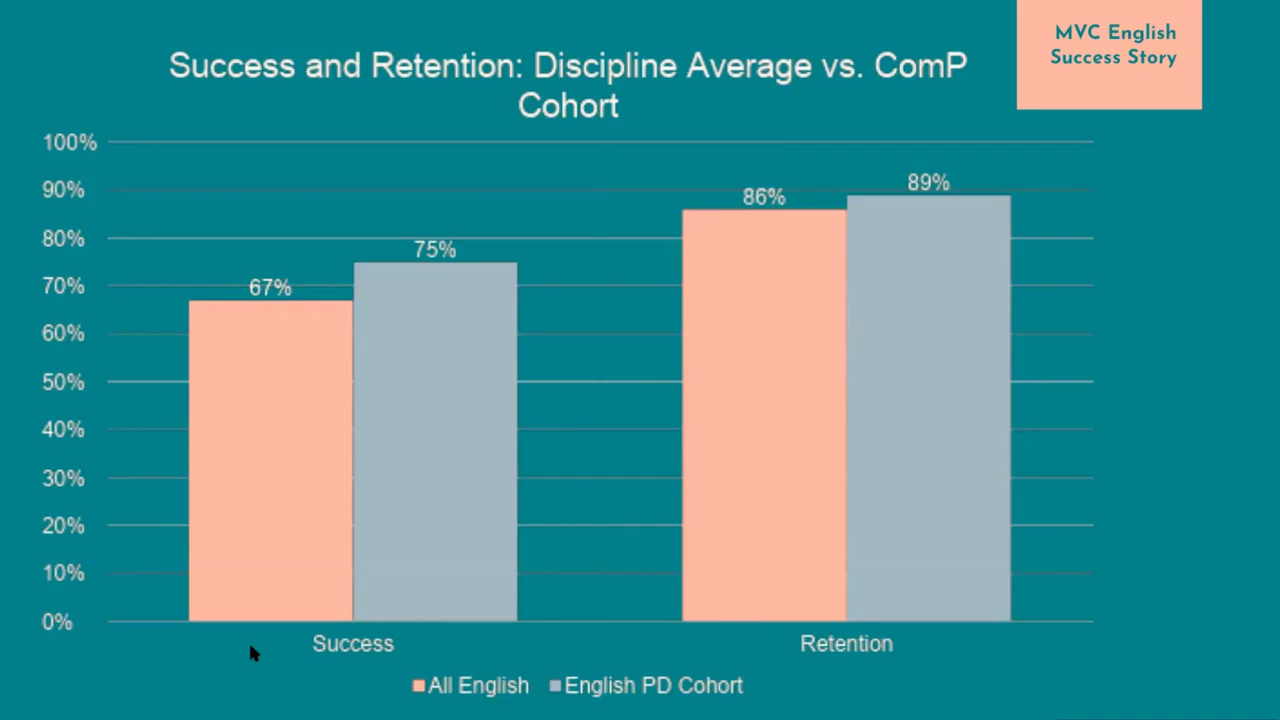 MVC English
Success Story
Success and Retention: Discipline Average vs. ComP
Cohort
100%
90%
80%
70%
60%
50%
40%
30%
20%
10%
0%
67%
75%
86%
89%
Success
Retention
All English
English PD Cohort